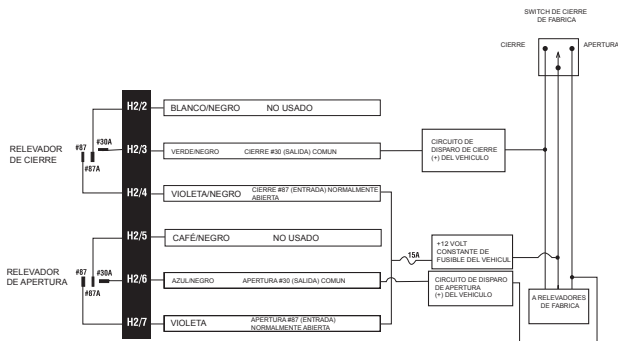 SWITCH DE CIERRE
DE FABRICA
CIERRE
APERTURA
H2/2
BLANCO/NEGRO NO USADO
RELEVADOR
DE CIERRE
#87
#30A
#87A
H2/3
VERDE/NEGRO CIERRE #30 (SALIDA) COMUN
CIRCUITO DE
DISPARO DE CIERRE
(+) DEL VEHICULO
H2/4
VIOLETA/NEGRO CIERRE #87 (ENTRADA) NORMALMENTE
ABIERTA
H2/5
CAFÉ/NEGRO NO USADO
15A
+12 VOLT
CONSTANTE DE
FUSIBLE DEL VEHICUL
RELEVADOR
DE APERTURA
#87
#30A
#87A
H2/6
AZUL/NEGRO APERTURA #30 (SALIDA) COMUN
CIRCUITO DE DISPARO
DE APERTURA
(+) DEL VEHICULO
A RELEVADORES
DE FABRICA
H2/7
VIOLETA APERTURA #87 (ENTRADA)
NORMALMENTE ABIERTA